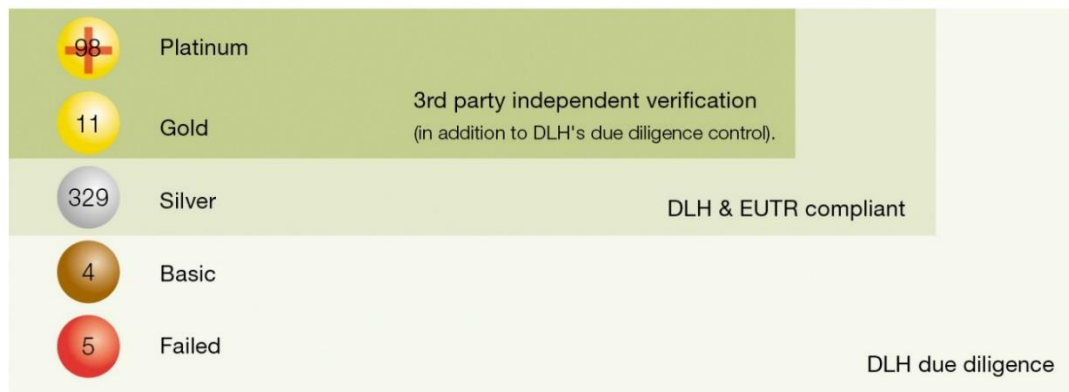 98 Platinum
3rd party independent verification
11 Gold
(in addition to DLH's due diligence control).
329 Silver
DLH & EUTR compliant
4 Basic
5 Failed
DLH due diligence